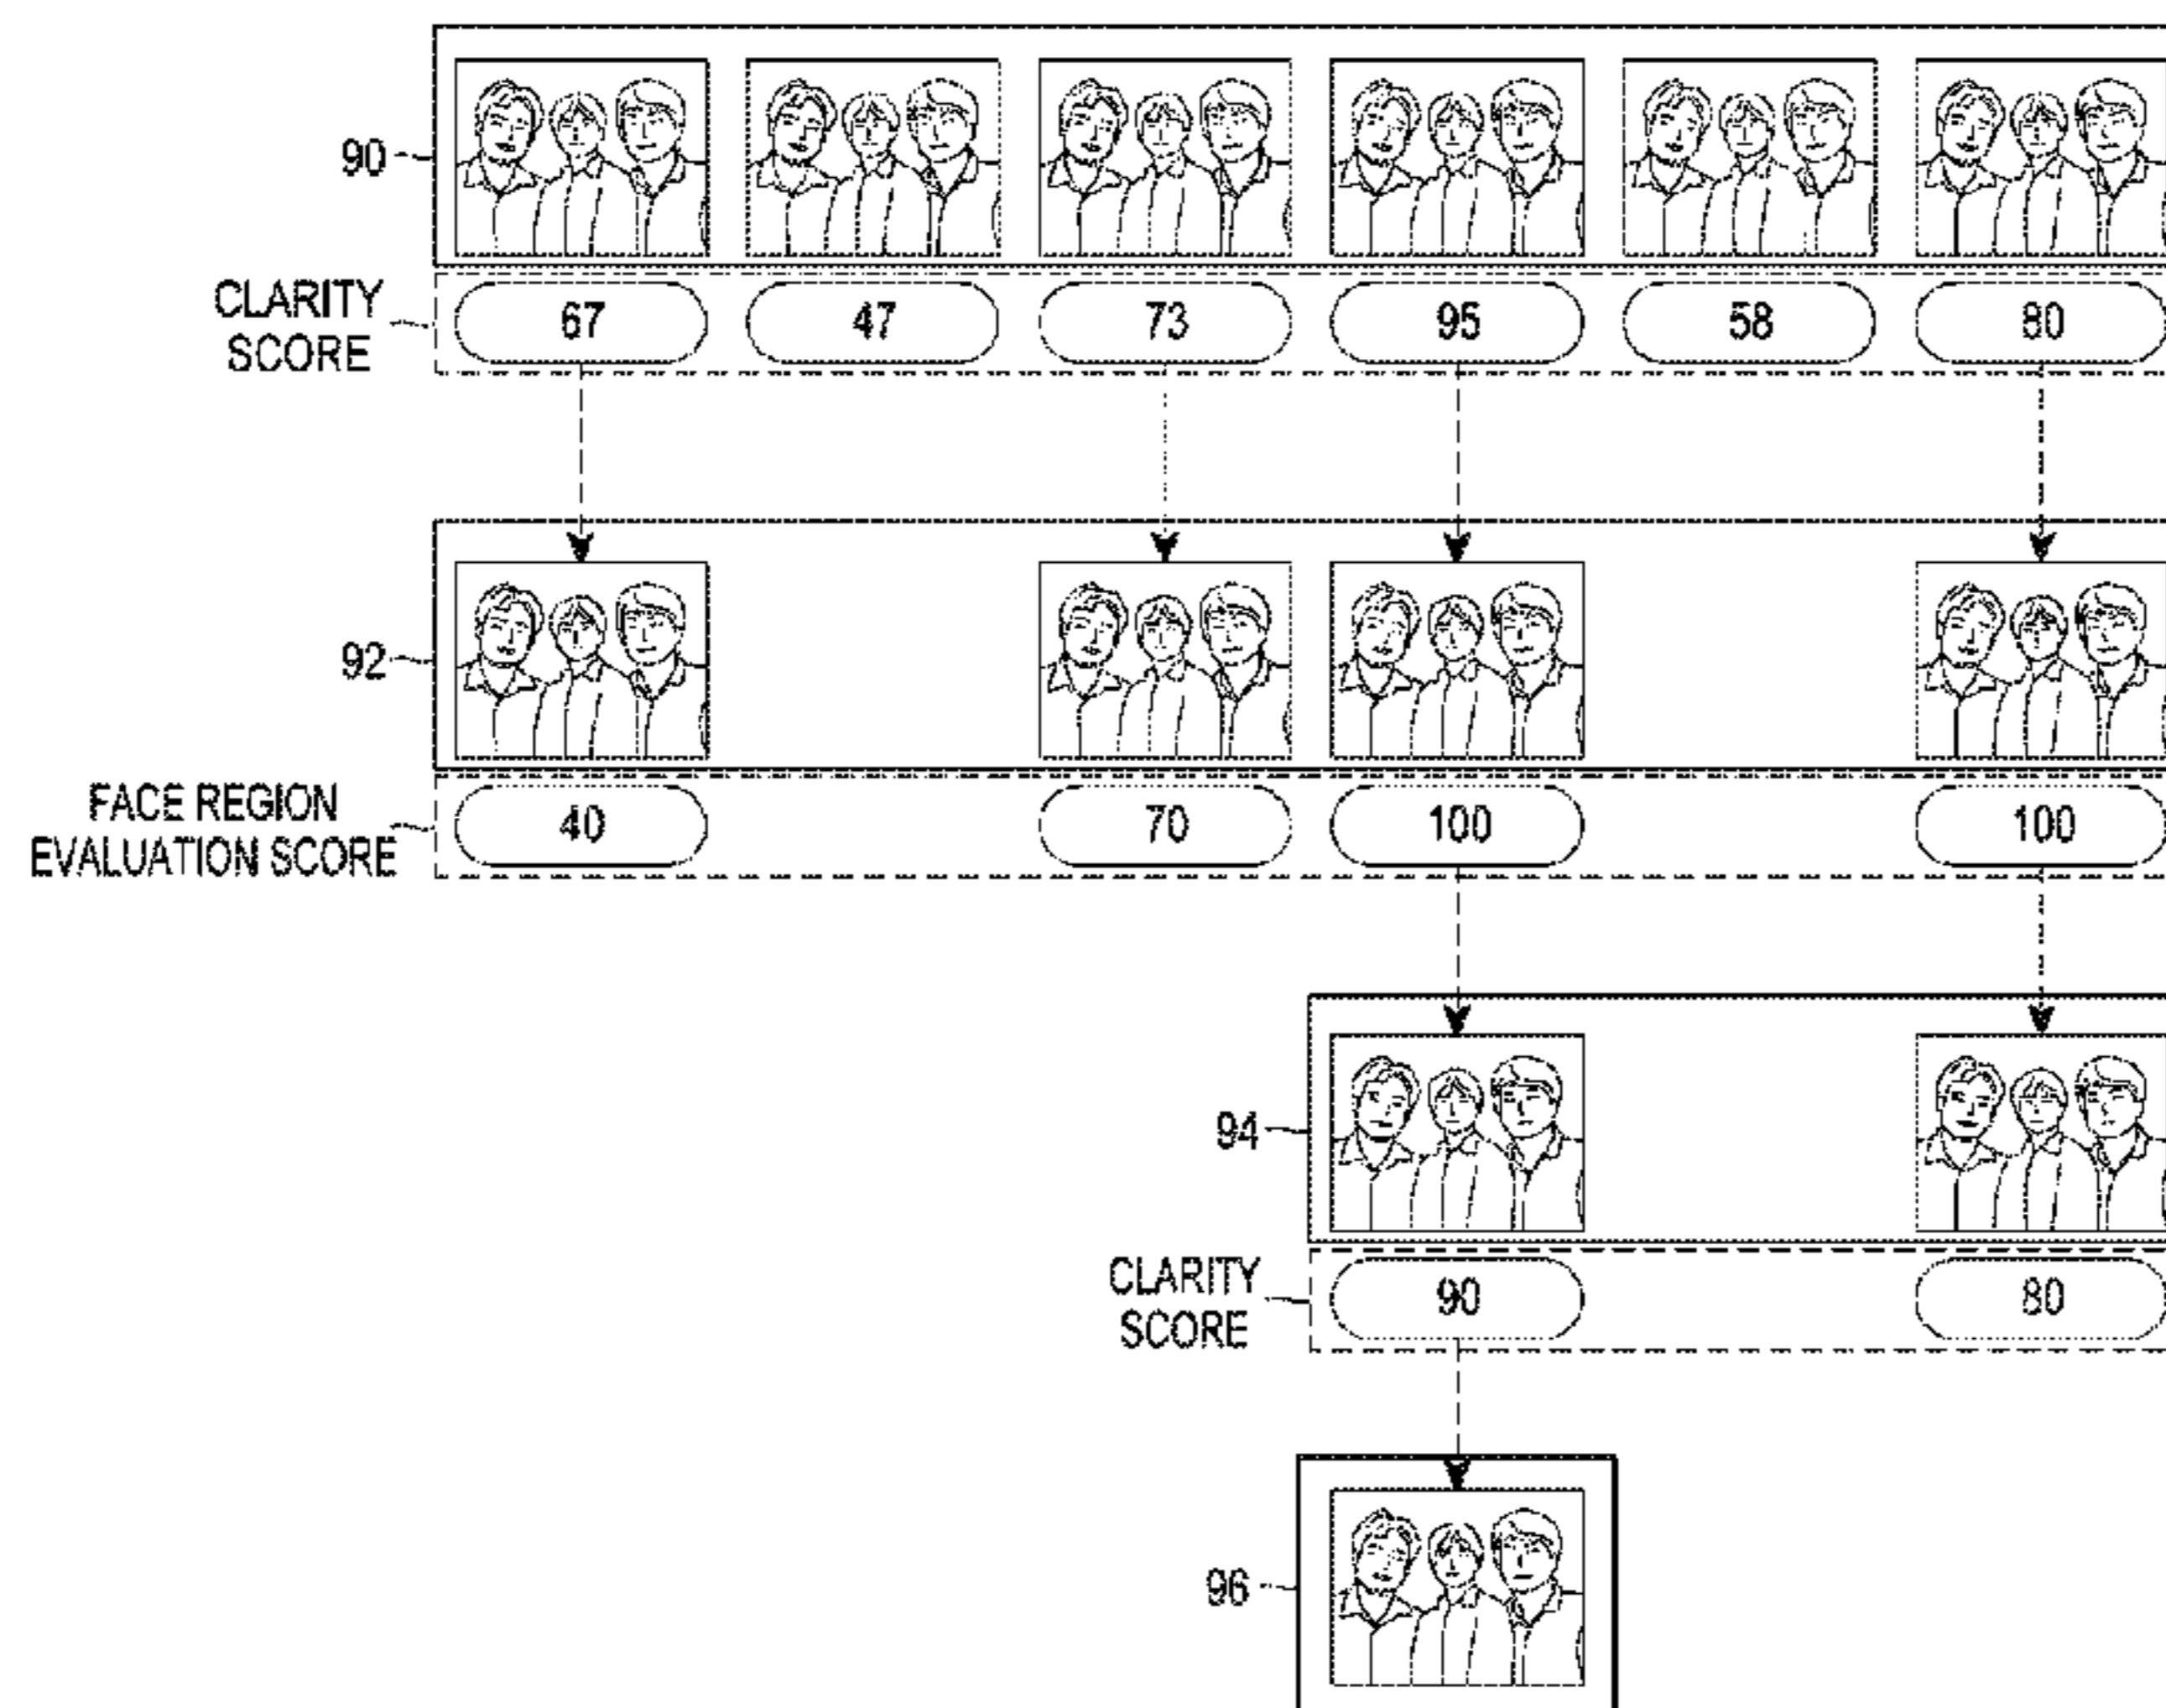 90
CLARITY
SCORE
67 47 73 95 58 80
92
FACE REGION
EVALUATION SCORE
40 70 100 100
94
CLARITY
SCORE
90 80
96